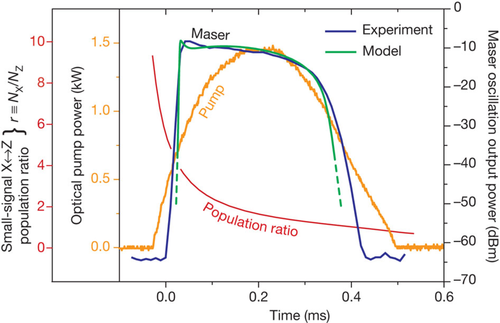 Small-signal X↔Z
population ratio
} r ≡ Nx/Nz
10
8
6
4
2
0
Optical pump power (kW)
1.5
1.0
0.5
0.0
Maser
Pump
Population ratio
Experiment
Model
0
−10
−20
−30
−40
−50
−60
−70
Maser oscillation output power (dBm)
0.0
0.2
0.4
0.6
Time (ms)